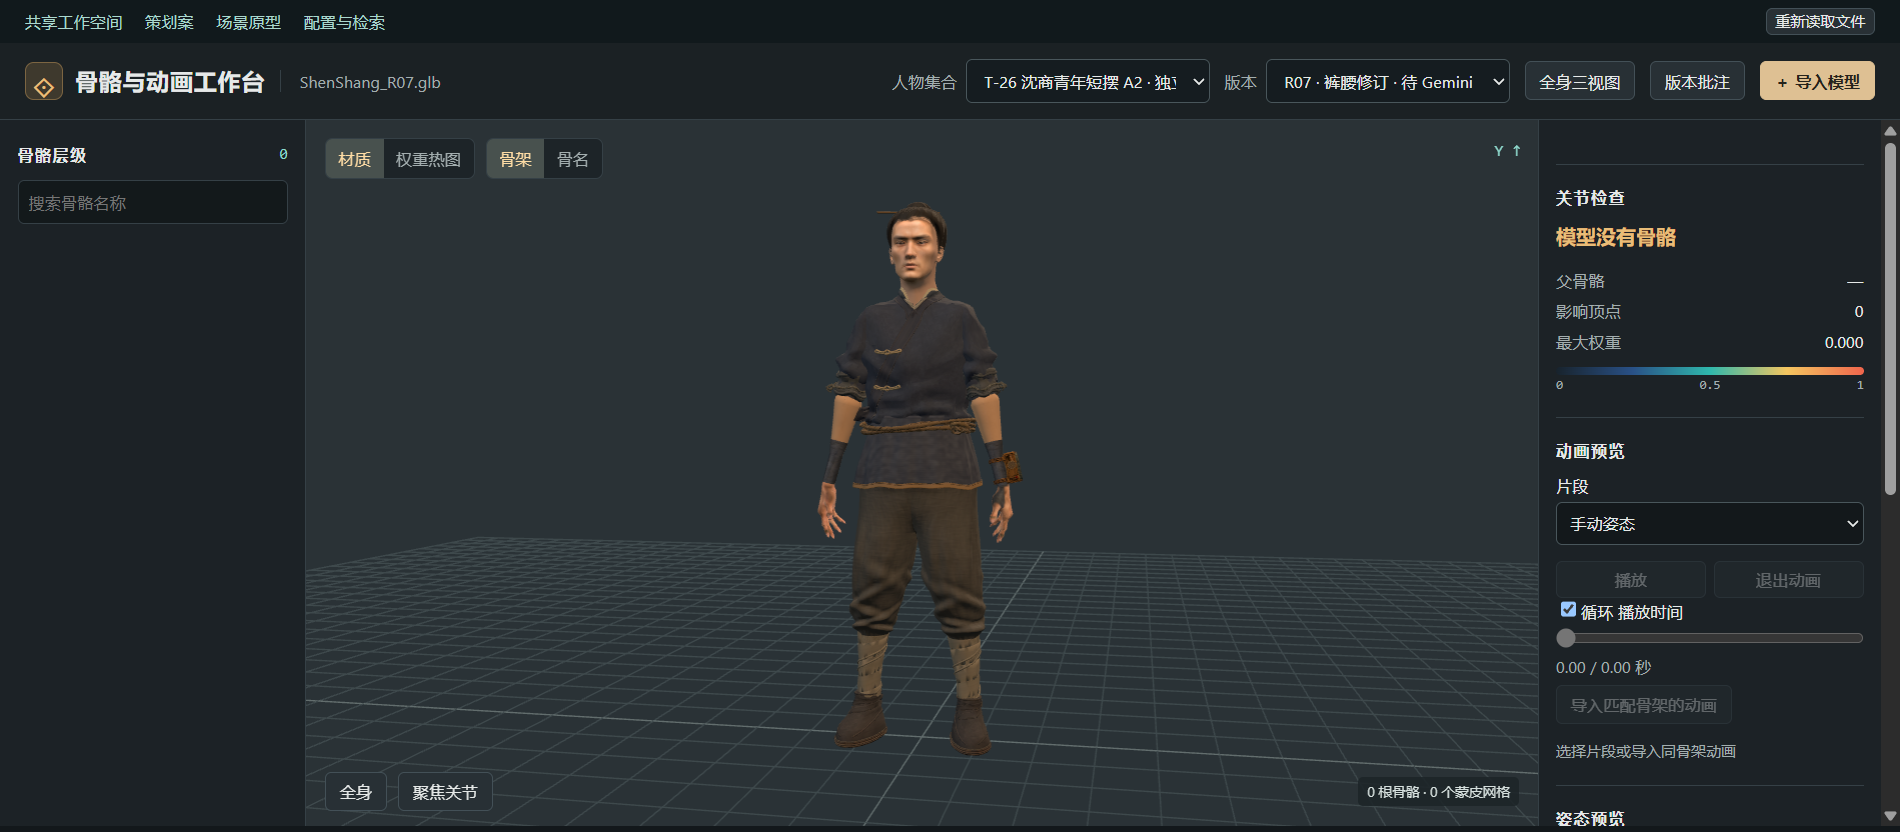 共享工作空间 策划案 场景原型 配置与检索 重新读取文件
骨骼与动画工作台 ShenShang_R07.glb 人物集合 T-26 沈商青年短摆 A2 · 独 版本 R07 · 裤腰修订 · 待 Gemini 全身三视图 版本批注 + 导入模型
骨骼层级 0
搜索骨骼名称
材质 权重热图 骨架 骨名
Y ↑
关节检查
模型没有骨骼
父骨骼 —
影响顶点 0
最大权重 0.000
0 0.5 1
动画预览
片段
手动姿态
播放 退出动画
循环 播放时间
0.00 / 0.00 秒
导入匹配骨架的动画
选择片段或导入同骨架动画
全身 聚焦关节
0 根骨骼 · 0 个蒙皮网格
姿态预览